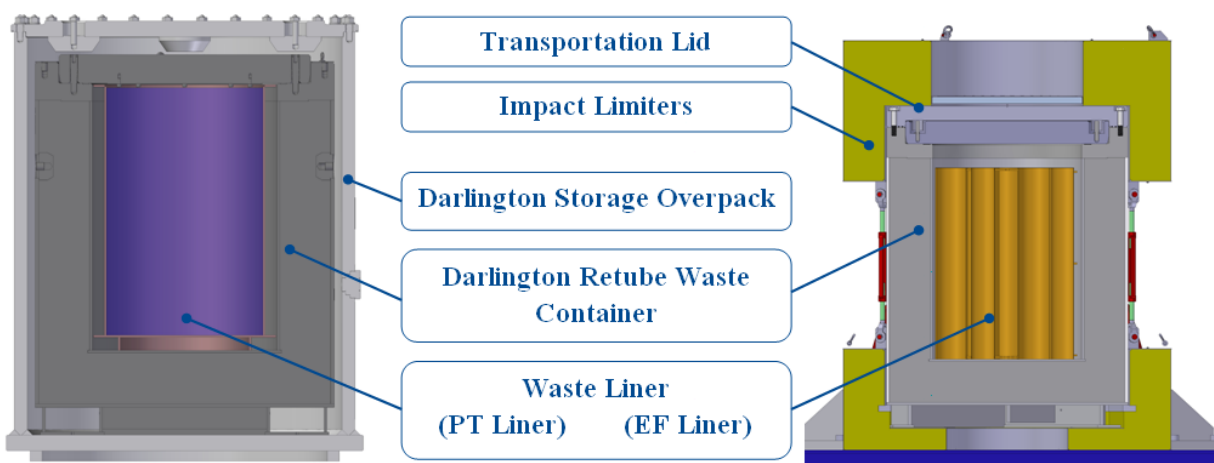 Transportation Lid
Impact Limiters
Darlington Storage Overpack
Darlington Retube Waste
Container
Waste Liner
(PT Liner) (EF Liner)